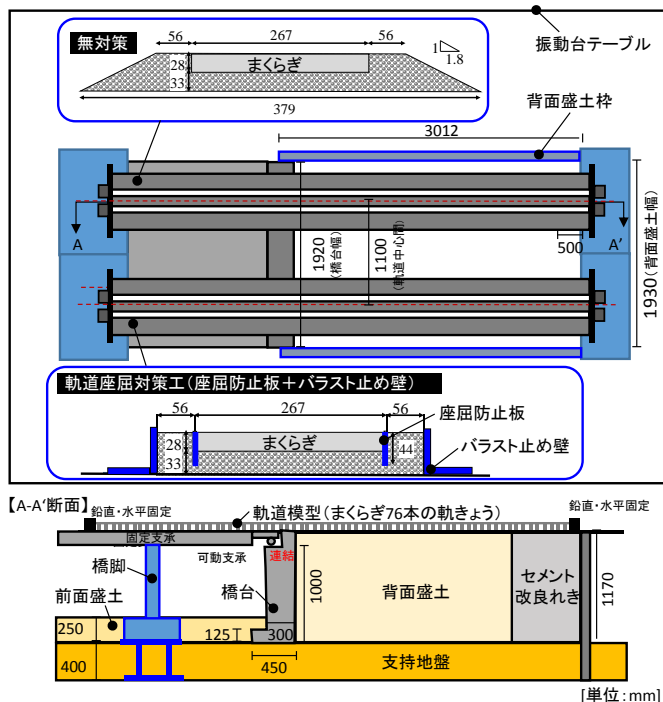 無対策
56
267
56
28
33
まくらぎ
1
1.8
379
振動台テーブル
背面盛土枠
3012
A
A’
500
1920
(橋台幅)
1100
(軌道中心間)
1930(背面盛土幅)
軌道座屈対策工(座屈防止板＋バラスト止め壁)
56
267
56
28
33
まくらぎ
44
座屈防止板
バラスト止め壁
【A-A‘断面】
鉛直・水平固定
軌道模型(まくらぎ76本の軌きょう)
鉛直・水平固定
固定支承
可動支承
連結
橋脚
橋台
前面盛土
背面盛土
セメント
改良れき
1000
1170
250
125
300
400
450
支持地盤
[単位:mm]